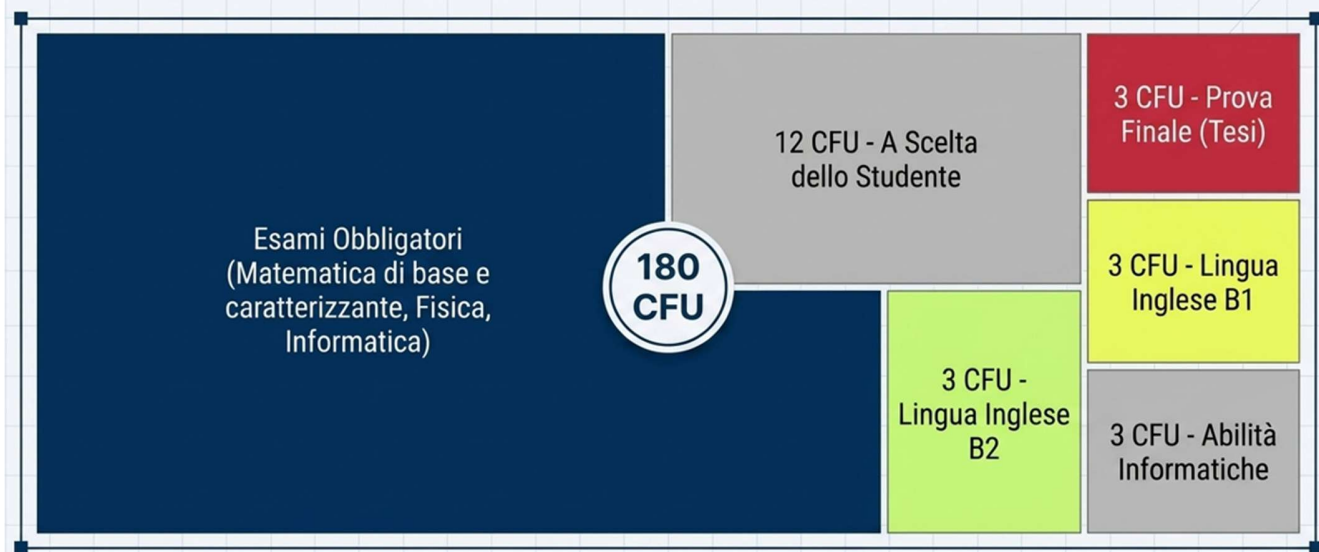 Esami Obbligatori
(Matematica di base e
caratterizzante, Fisica,
Informatica)
180
CFU
12 CFU - A Scelta
dello Studente
3 CFU -
Lingua Inglese
B2
3 CFU - Prova
Finale (Tesi)
3 CFU - Lingua
Inglese B1
3 CFU - Abilità
Informatiche